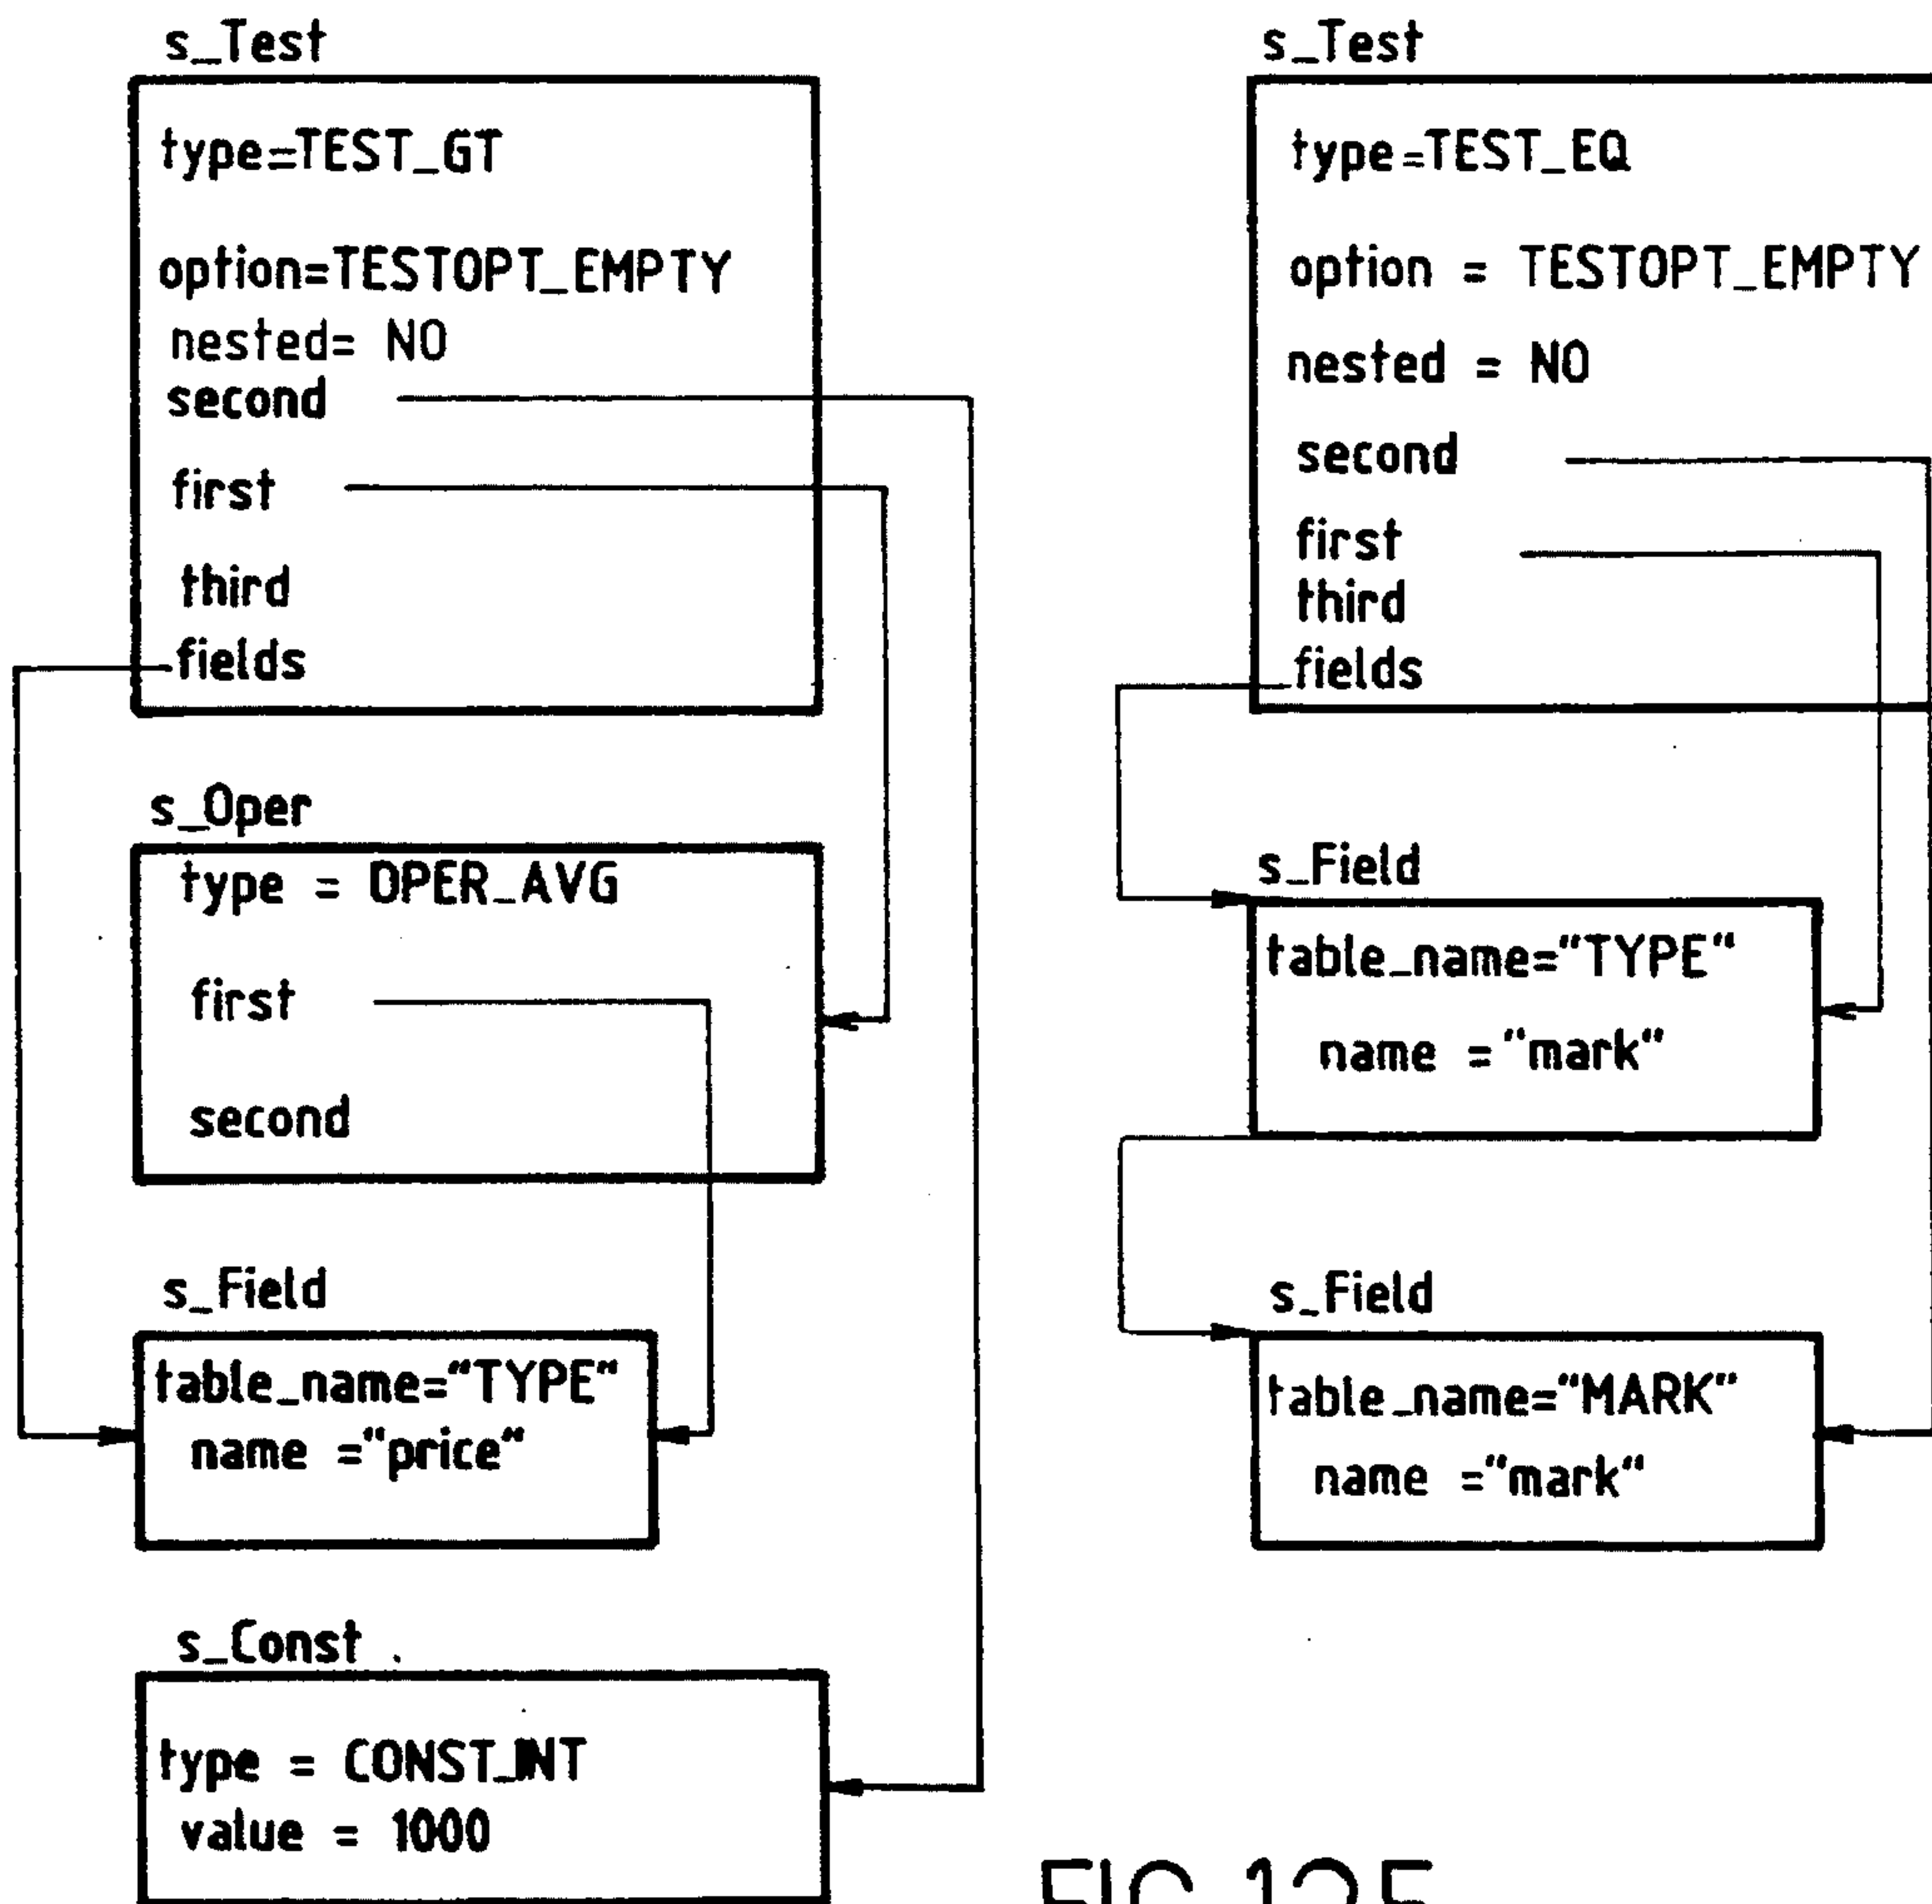 s_Test
type=TEST_GT
option=TESTOPT_EMPTY
nested= NO
second
first
third
fields
s_Oper
type = OPER_AVG
first
second
s_Field
table_name="TYPE"
name ="price"
s_Const
type = CONST_INT
value = 1000
s_Test
type=TEST_EQ
option = TESTOPT_EMPTY
nested = NO
second
first
third
fields
s_Field
table_name="TYPE"
name ="mark"
s_Field
table_name="MARK"
name ="mark"